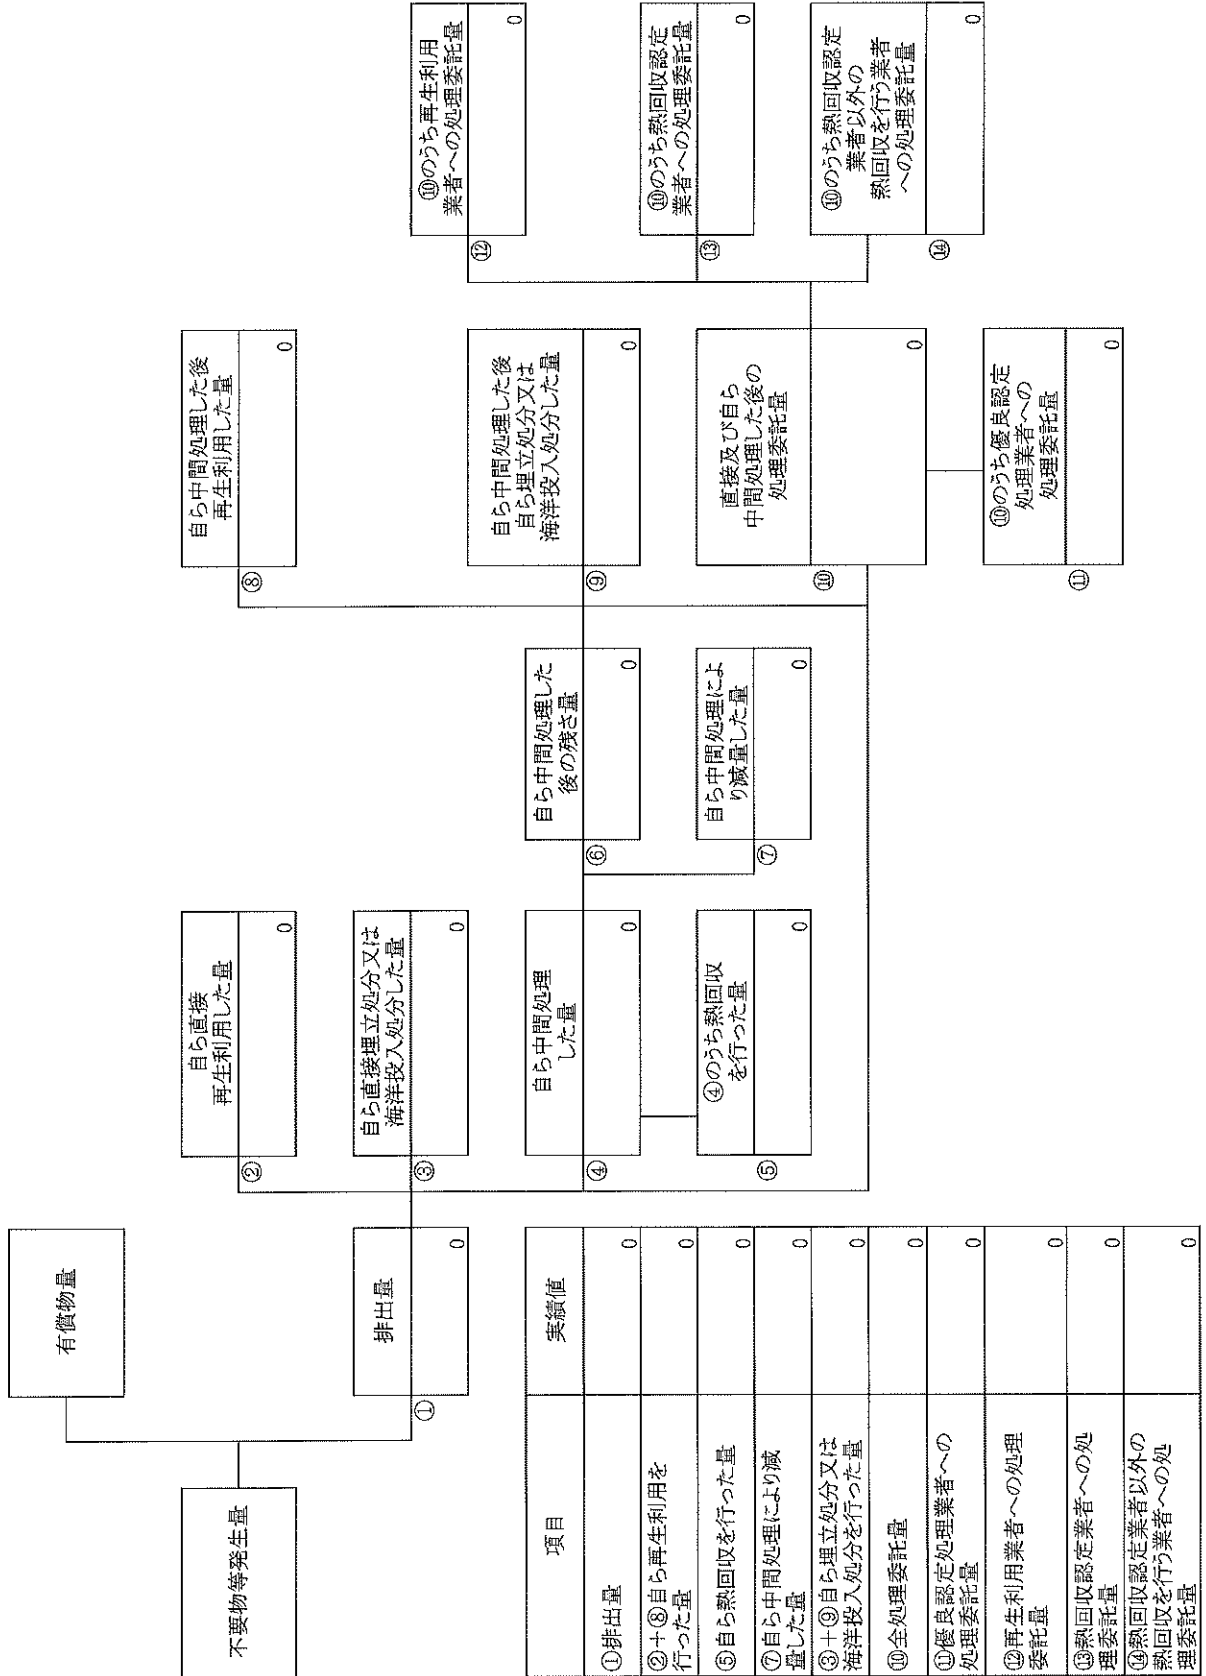 不要物等発生量
有償物量
排出量
①
0
自ら直接
再生利用した量
②
0
自ら直接埋立処分又は
海洋投入処分した量
③
0
自ら中間処理
した量
④
0
④のうち熱回収
を行った量
⑤
0
自ら中間処理した
後の残さ量
⑥
0
自ら中間処理によ
り減量した量
⑦
0
自ら中間処理した後
再生利用した量
⑧
0
自ら中間処理した後
自ら埋立処分又は
海洋投入処分した量
⑨
0
直接及び自ら
中間処理した後の
処理委託量
⑩
0
⑩のうち優良認定
処理業者への
処理委託量
⑪
0
⑩のうち再生利用
業者への処理委託量
⑫
0
⑩のうち熱回収認定
業者への処理委託量
⑬
0
⑩のうち熱回収認定
業者以外の
熱回収を行う業者
への処理委託量
⑭
0
項目 実績値
①排出量 0
②+⑧自ら再生利用を
行った量 0
⑤自ら熱回収を行った量 0
⑦自ら中間処理により減
量した量 0
③+⑨自ら埋立処分又は
海洋投入処分を行った量 0
⑩全処理委託量 0
⑪優良認定処理業者への
処理委託量 0
⑫再生利用業者への処理
委託量 0
⑬熱回収認定業者への処
理委託量 0
⑭熱回収認定業者以外の
熱回収を行う業者への処
理委託量 0